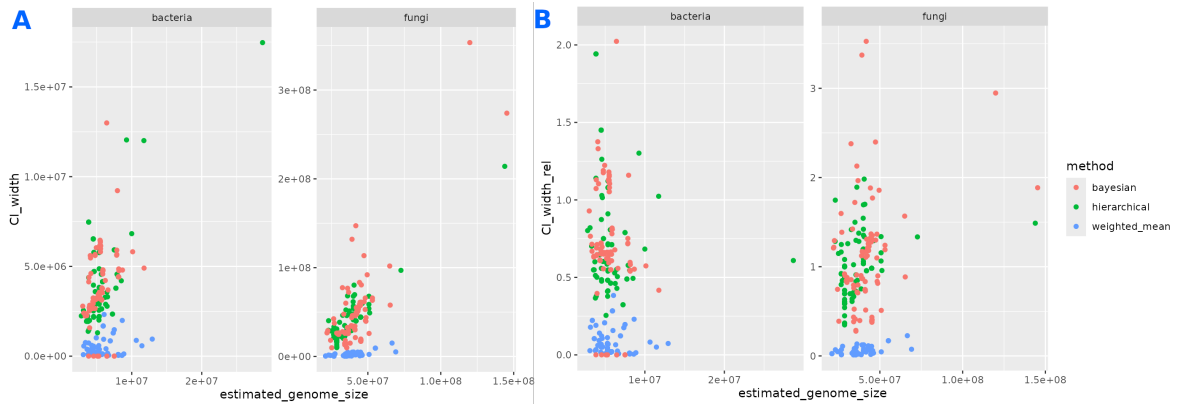 A
bacteria
fungi
CI_width
1.5e+07
1.0e+07
5.0e+06
0.0e+00
3e+08
2e+08
1e+08
0e+00
1e+07
2e+07
5.0e+07
1.0e+08
1.5e+08
estimated_genome_size
B
bacteria
fungi
CI_width_rel
2.0
1.5
1.0
0.5
0.0
3
2
1
0
1e+07
2e+07
5.0e+07
1.0e+08
1.5e+08
estimated_genome_size
method
bayesian
hierarchical
weighted_mean